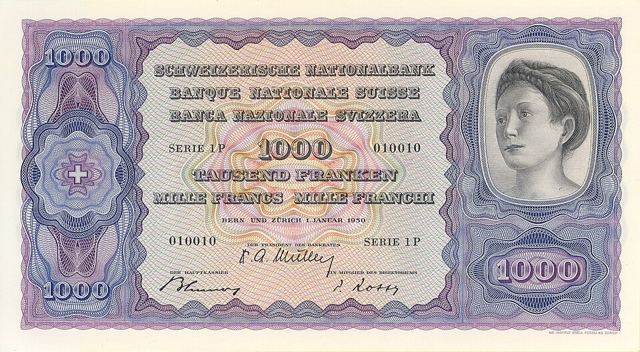 1000
SCHWEIZERISCHE NATIONALBANK
BANQUE NATIONALE SUISSE
BANCA NAZIONALE SVIZZERA
SERIE 1P 1000 010010
TAUSEND FRANKEN
MILLE FRANCS MILLE FRANCHI
BERN UND ZÜRICH 1. JANUAR 1950
010010 SERIE 1P
DER PRÄSIDENT DES BANKRATES
DER HAUPTKASSIER EIN MITGLIED DES DIREKTORIUMS
1000
1000